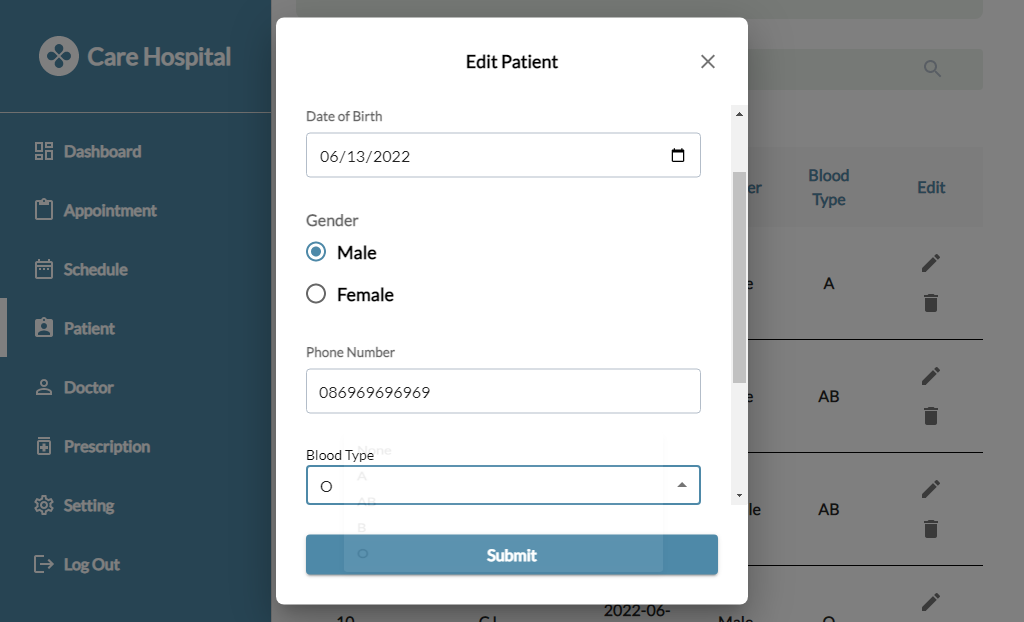 Care Hospital
Dashboard
Appointment
Schedule
Patient
Doctor
Prescription
Setting
Log Out
Edit Patient
Date of Birth
06/13/2022
Gender
Male
Female
Phone Number
086969696969
Blood Type
O
None
A
AB
B
O
Submit
er
Blood
Type
Edit
e
A
e
AB
le
AB
10
2022-06-
Male
O